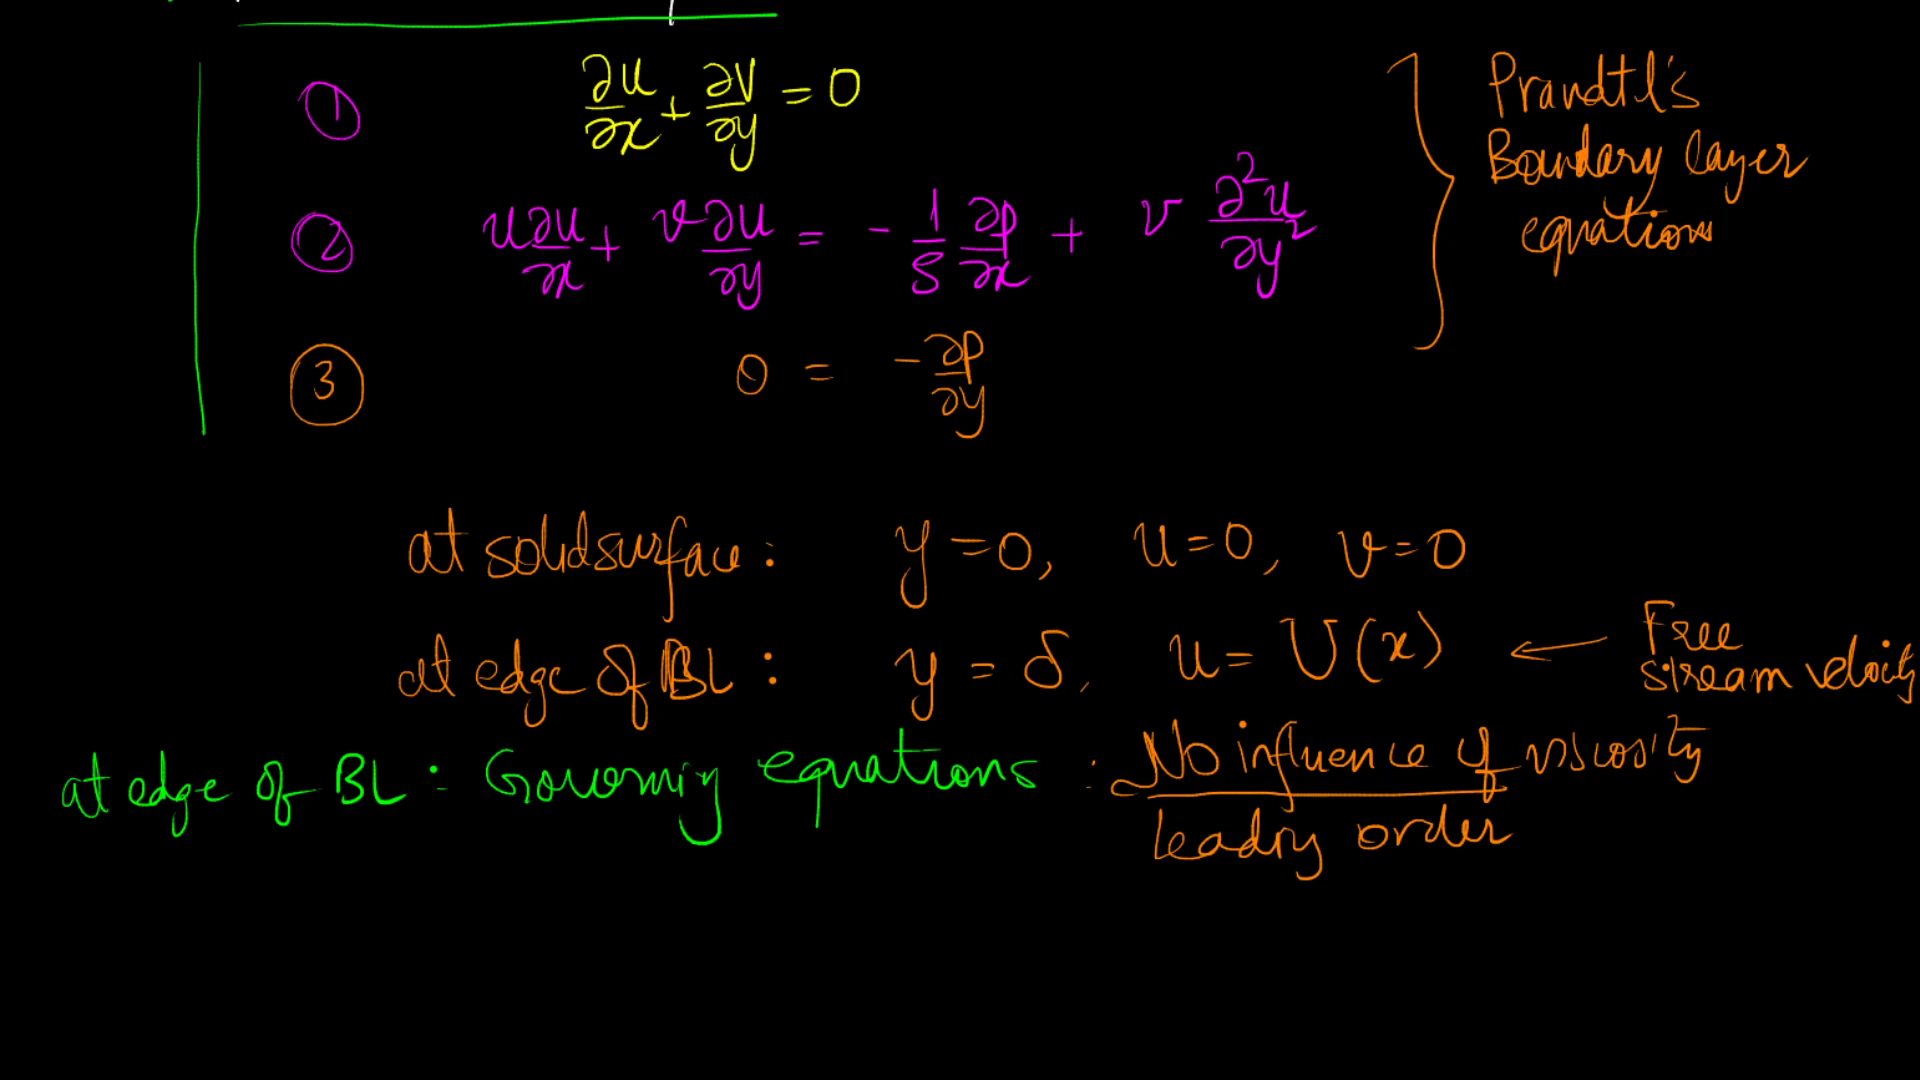 ① ∂u/∂x + ∂v/∂y = 0
② u ∂u/∂x + v ∂u/∂y = - 1/ρ ∂p/∂x + ν ∂²u/∂y²
③ 0 = - ∂p/∂y
Prandtl's
Boundary layer
equations
at solid surface : y = 0, u = 0, v = 0
at edge of BL : y = δ, u = U(x) ← Free
stream velocity
at edge of BL : Governing equations : No influence of viscosity
leading order